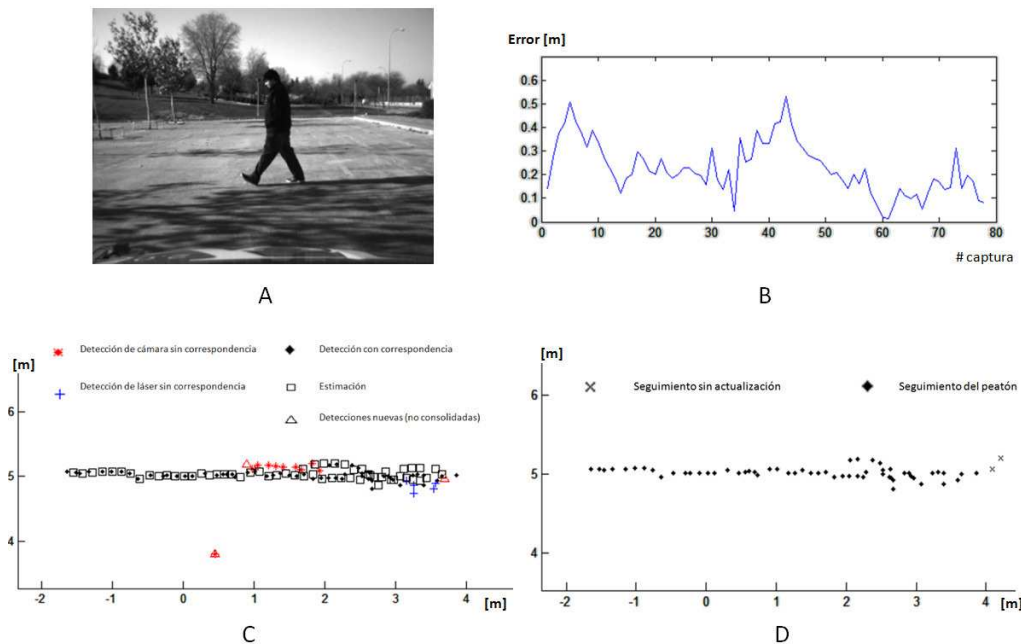 Error [m]
0.6
0.5
0.4
0.3
0.2
0.1
0
0 10 20 30 40 50 60 70 80
# captura
A
B
[m]
Detección de cámara sin correspondencia
Detección con correspondencia
Detección de láser sin correspondencia
Estimación
Detecciones nuevas (no consolidadas)
6
5
4
-2 -1 0 1 2 3 4
[m]
C
[m]
Seguimiento sin actualización
Seguimiento del peatón
6
5
4
-2 -1 0 1 2 3 4
[m]
D